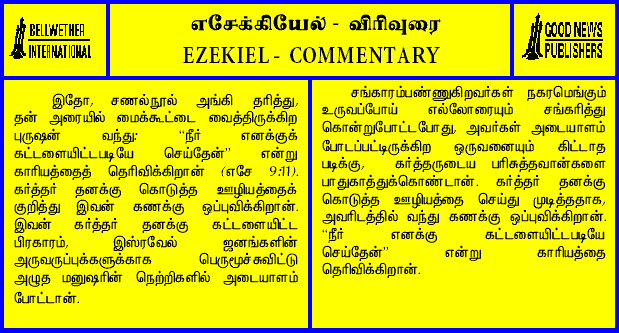 BELLWETHER
INTERNATIONAL
எசேக்கியேல் - விரிவுரை
EZEKIEL - COMMENTARY
GOOD NEWS
PUBLISHERS
இதோ, சணல்நூல் அங்கி தரித்து,
தன் அரையில் மைக்கூட்டை வைத்திருக்கிற
புருஷன் வந்து: "நீர் எனக்குக்
கட்டளையிட்டபடியே செய்தேன்" என்று
காரியத்தைத் தெரிவிக்கிறான் (எசே 9:11).
கர்த்தர் தனக்கு கொடுத்த ஊழியத்தைக்
குறித்து இவன் கணக்கு ஒப்புவிக்கிறான்.
இவன் கர்த்தர் தனக்கு கட்டளையிட்ட
பிரகாரம், இஸ்ரவேல் ஜனங்களின்
அருவருப்புக்களுக்காக பெருமூச்சுவிட்டு
அழுத மனுஷரின் நெற்றிகளில் அடையாளம்
போட்டான்.
சங்காரம்பண்ணுகிறவர்கள் நகரமெங்கும்
உருவப்போய் எல்லோரையும் சங்கரித்து
கொன்றுபோட்டபோது, அவர்கள் அடையாளம்
போடப்பட்டிருக்கிற ஒருவனையும் கிட்டாத
படிக்கு, கர்த்தருடைய பரிசுத்தவான்களை
பாதுகாத்துக்கொண்டான். கர்த்தர் தனக்கு
கொடுத்த ஊழியத்தை செய்து முடித்ததாக,
அவரிடத்தில் வந்து கணக்கு ஒப்புவிக்கிறான்.
"நீர் எனக்கு கட்டளையிட்டபடியே
செய்தேன்" என்று காரியத்தை
தெரிவிக்கிறான்.